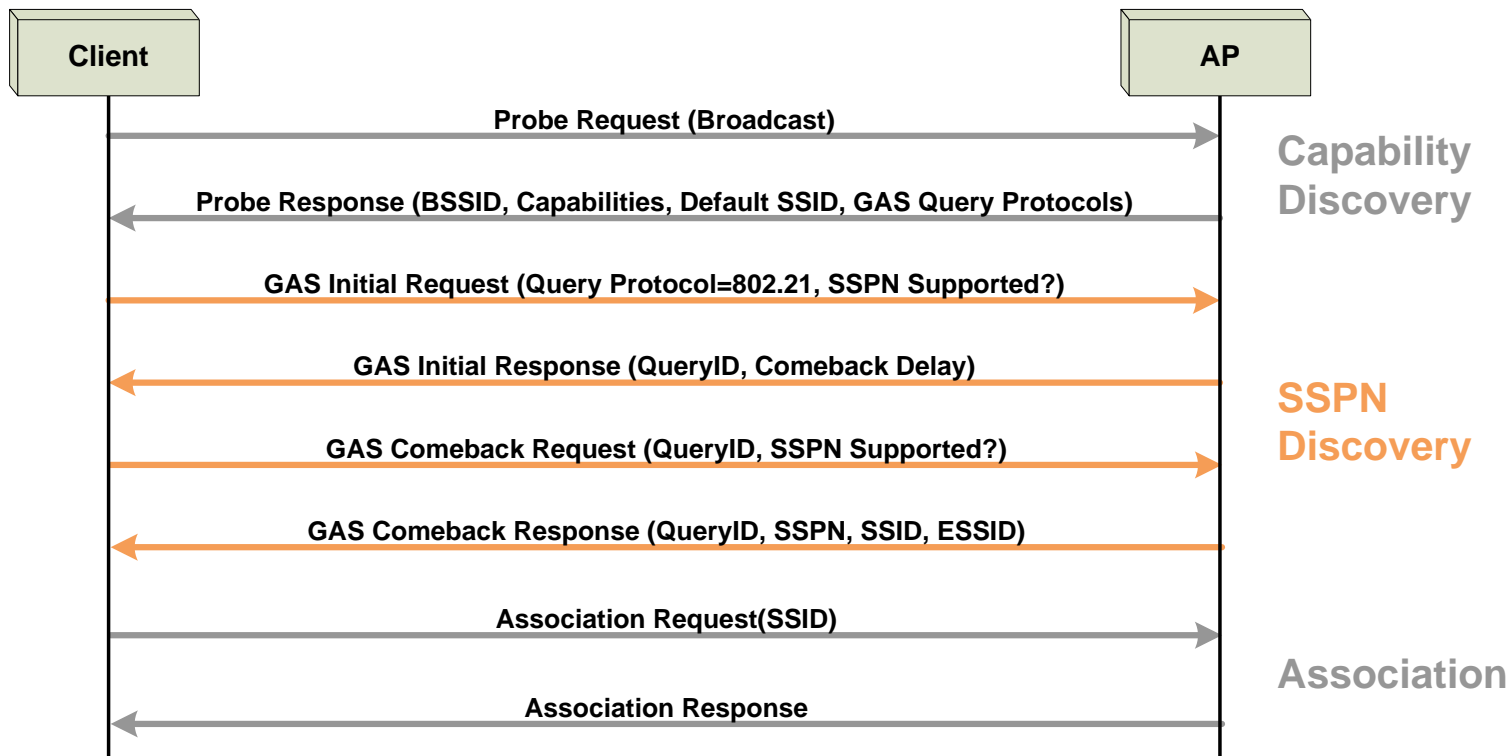 Client
AP
Probe Request (Broadcast)
Capability
Discovery
Probe Response (BSSID, Capabilities, Default SSID, GAS Query Protocols)
GAS Initial Request (Query Protocol=802.21, SSPN Supported?)
GAS Initial Response (QueryID, Comeback Delay)
SSPN
Discovery
GAS Comeback Request (QueryID, SSPN Supported?)
GAS Comeback Response (QueryID, SSPN, SSID, ESSID)
Association Request(SSID)
Association
Association Response